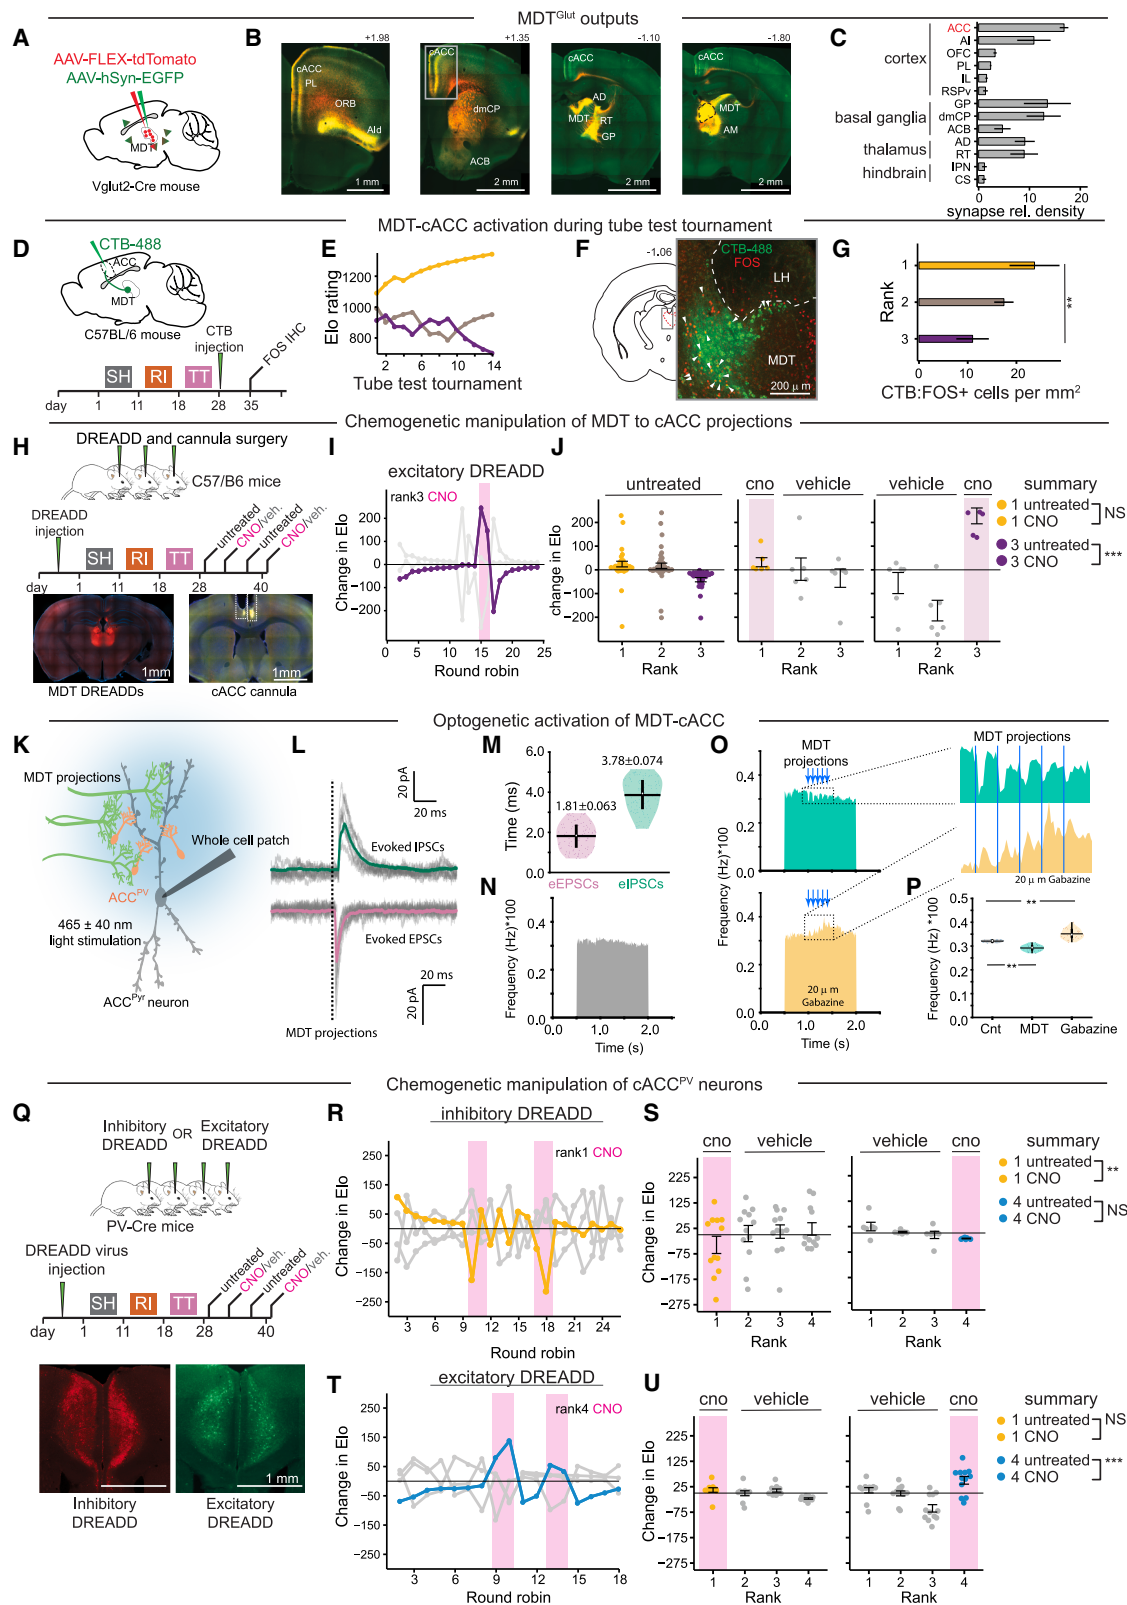 MDT^Glut outputs
A
AAV-FLEX-tdTomato
AAV-hSyn-EGFP
MDT
Vglut2-Cre mouse
B
+1.98
cACC
PL
ORB
AId
1 mm
+1.35
cACC
dmCP
ACB
2 mm
-1.10
cACC
AD
MDT
RT
GP
2 mm
-1.80
cACC
MDT
AM
2 mm
C
cortex
basal ganglia
thalamus
hindbrain
ACC
AI
OFC
PL
IL
RSPv
GP
dmCP
ACB
AD
RT
IPN
CS
0 10 20
synapse rel. density
MDT-cACC activation during tube test tournament
D
CTB-488
ACC
MDT
C57BL/6 mouse
CTB
injection
FOS IHC
SH RI TT
day 1 11 18 28 35
E
Elo rating
1200
1000
800
2 6 10 14
Tube test tournament
F
-1.06
CTB-488
FOS
LH
MDT
200 μm
G
Rank
1
2
3
**
0 10 20
CTB:FOS+ cells per mm²
Chemogenetic manipulation of MDT to cACC projections
H
DREADD and cannula surgery
C57/B6 mice
DREADD
injection
untreated
CNO/veh.
untreated
CNO/veh.
SH RI TT
day 1 11 18 28 40
1mm
MDT DREADDs
1mm
cACC cannula
I
excitatory DREADD
rank3 CNO
Change in Elo
200
100
0
−100
−200
0 5 10 15 20 25
Round robin
J
untreated
cno vehicle
vehicle cno
summary
change in Elo
200
100
0
−100
−200
1 2 3
Rank
1 2 3
Rank
1 2 3
Rank
1 untreated
1 CNO
NS
3 untreated
3 CNO
***
Optogenetic activation of MDT-cACC
K
MDT projections
Whole cell patch
ACC^PV
465 ± 40 nm
light stimulation
ACC^Pyr neuron
L
20 pA
20 ms
Evoked IPSCs
Evoked EPSCs
20 ms
20 pA
MDT projections
M
Time (ms)
6.0
4.0
2.0
0.0
3.78±0.074
1.81±0.063
eEPSCs eIPSCs
N
Frequency (Hz)*100
0.4
0.2
0.0
1.0 2.0
Time (s)
O
MDT
projections
0.4
0.2
0.0
Frequency (Hz)*100
0.4
0.2
0.0
20 μm
Gabazine
0.0 1.0 2.0
Time (s)
MDT projections
20 μm Gabazine
P
Frequency (Hz) *100
0.5
0.3
0.2
0.1
0
**
**
Cnt MDT Gabazine
Chemogenetic manipulation of cACC^PV neurons
Q
Inhibitory
DREADD
OR
Excitatory
DREADD
PV-Cre mice
DREADD virus
injection
untreated
CNO/veh.
untreated
CNO/veh.
SH RI TT
day 1 11 18 28 40
1 mm
Inhibitory
DREADD
Excitatory
DREADD
R
inhibitory DREADD
rank1 CNO
Change in Elo
250
150
50
−50
−150
−250
3 6 9 12 15 18 21 24
Round robin
S
cno vehicle
vehicle cno
summary
Change in Elo
225
125
25
−75
−175
−275
1 2 3 4
Rank
1 2 3 4
Rank
1 untreated
1 CNO
**
4 untreated
4 CNO
NS
T
excitatory DREADD
rank4 CNO
Change in Elo
250
150
50
−50
−150
−250
3 6 9 12 15 18
Round robin
U
cno vehicle
vehicle cno
summary
Change in Elo
225
125
25
−75
−175
−275
1 2 3 4
Rank
1 2 3 4
Rank
1 untreated
1 CNO
NS
4 untreated
4 CNO
***